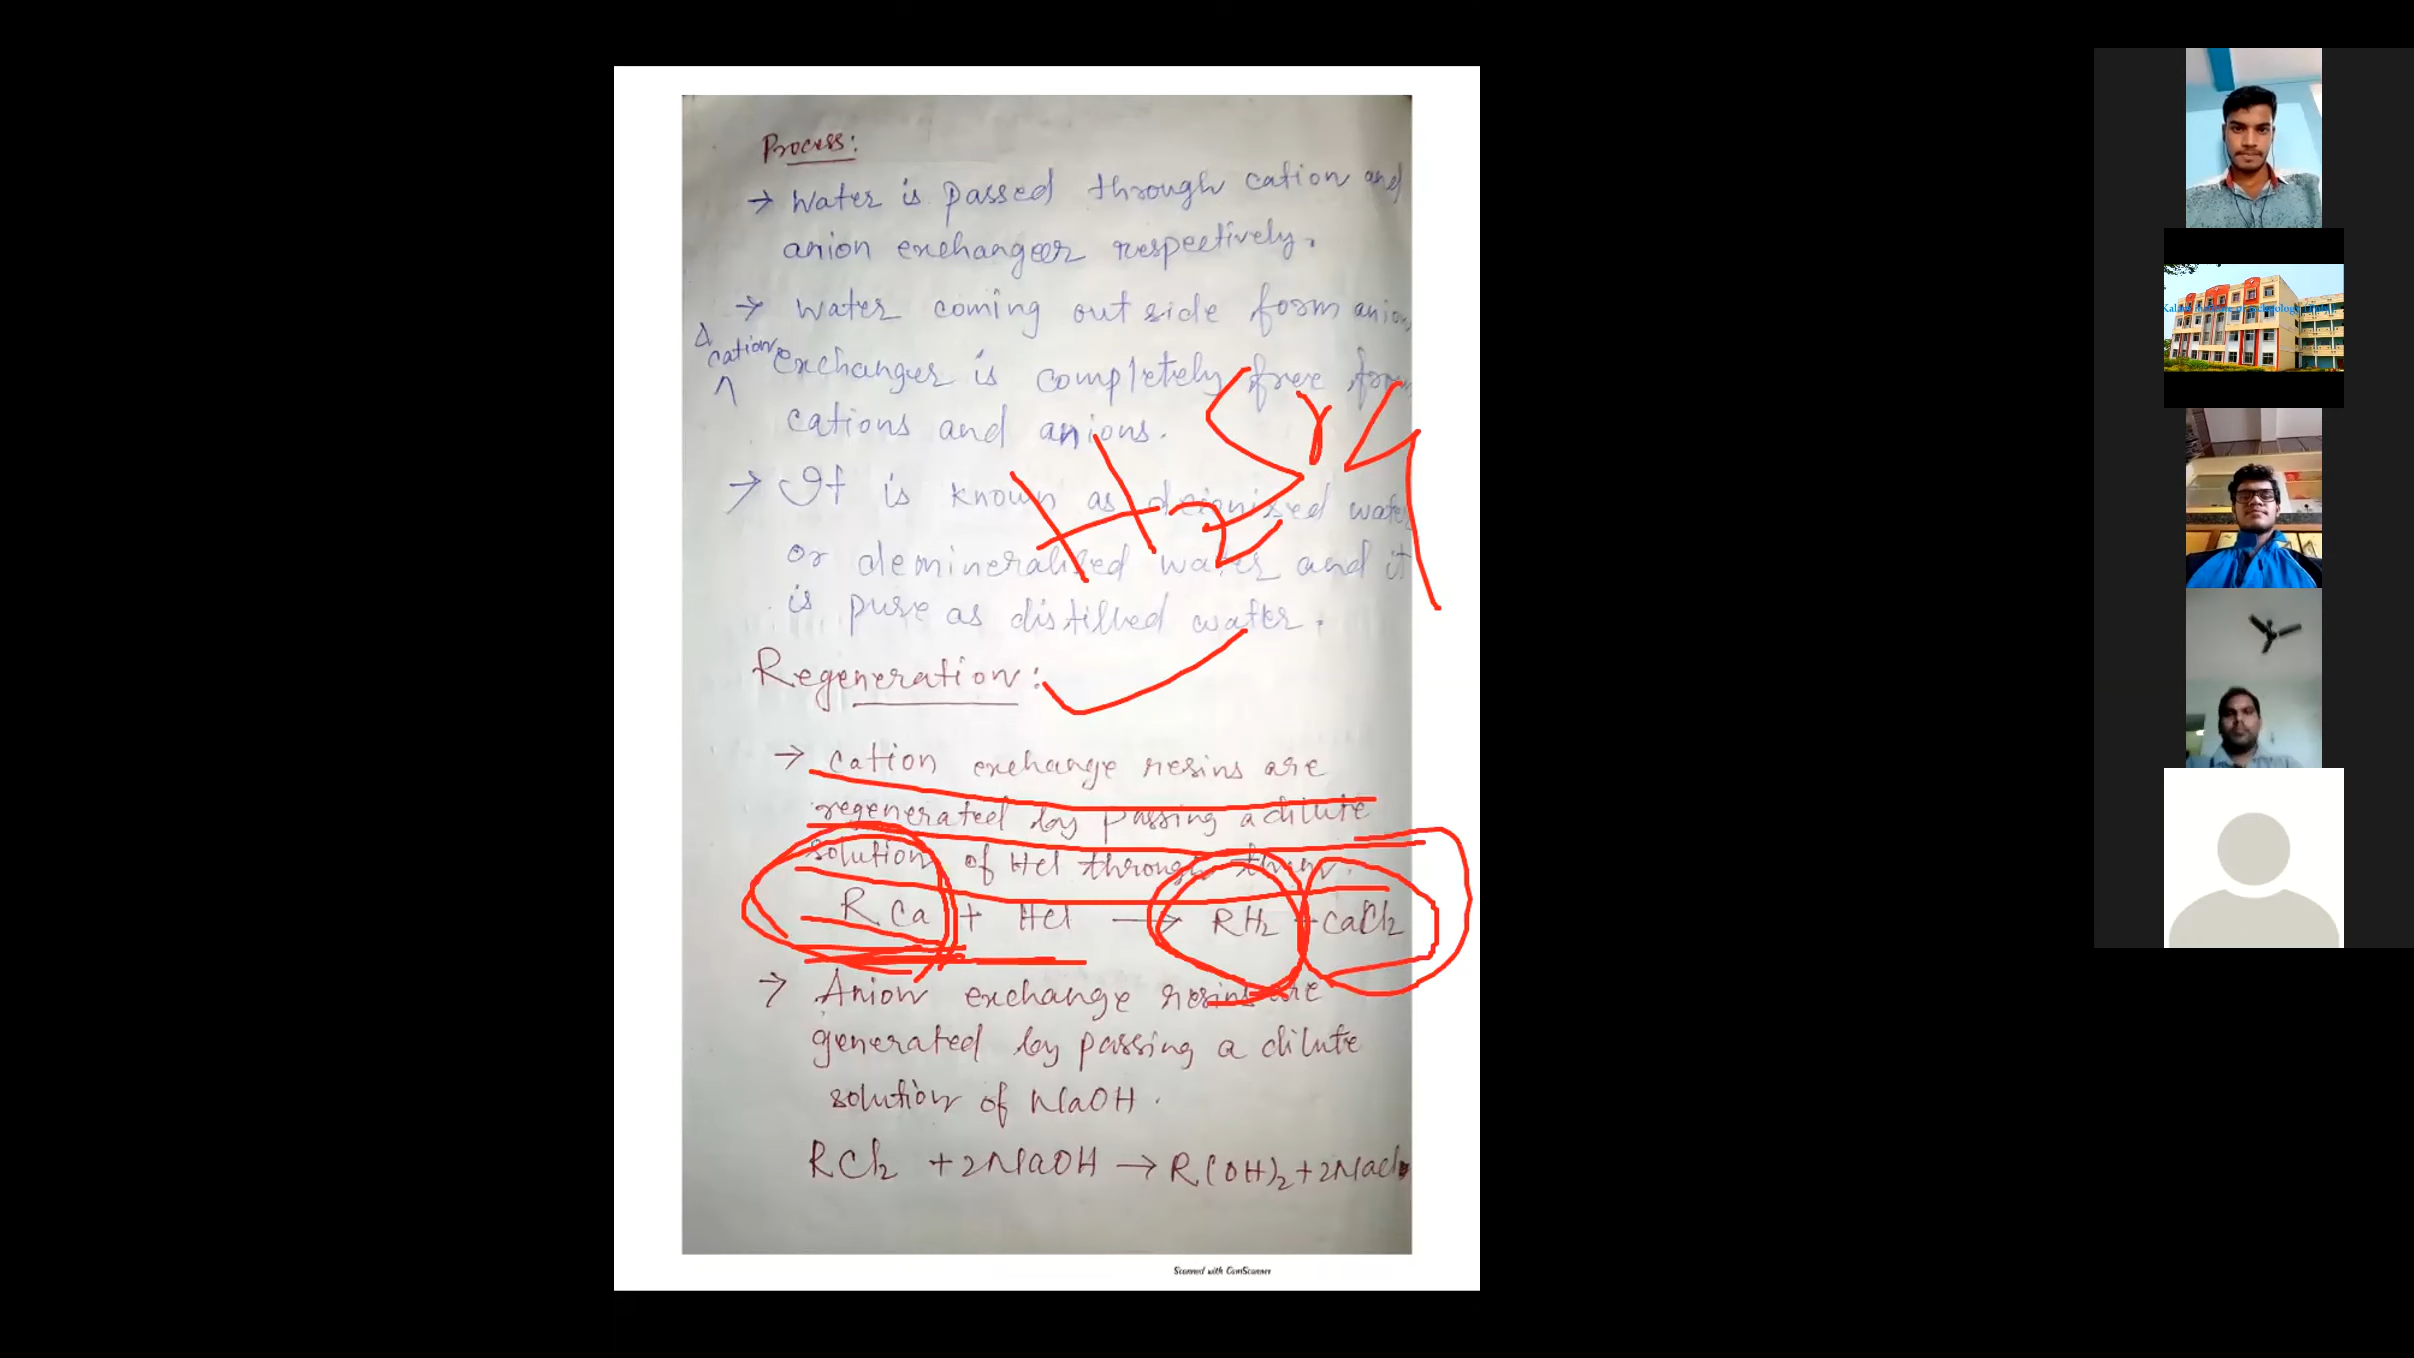 Process:
→ Water is passed through cation and
anion exchangeer respectively.
→ Water coming out side form anion,
&
cation
exchanger is completely free from
cations and anions.
→ It is known as deionised water
or demineralised water and it
is pure as distilled water.
Regeneration:
→ Cation exchange resins are
regenerated by passing a dilute
solution of Hcl through them.
R Ca + Hcl → RH₂ + CaCl₂
→ Anion exchange resins are
generated by passing a dilute
solution of NaOH.
RCl₂ + 2NaOH → R(OH)₂ + 2Nacl
Scanned with CamScanner